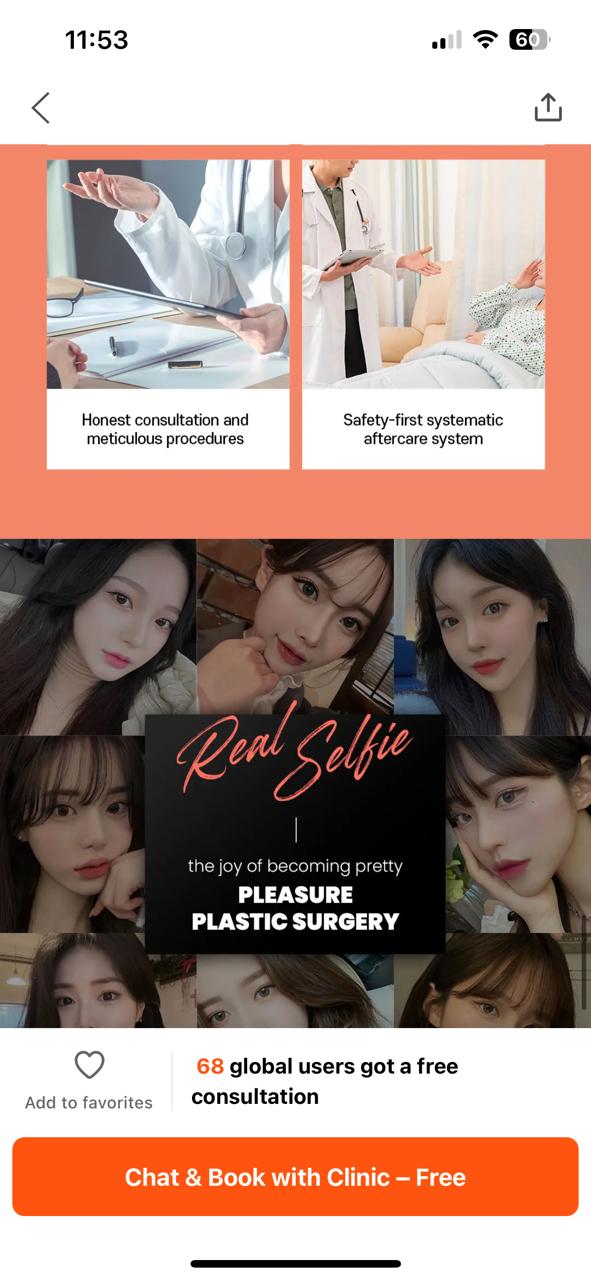 11:53
60
Honest consultation and
meticulous procedures
Safety-first systematic
aftercare system
Real Selfie
the joy of becoming pretty
PLEASURE
PLASTIC SURGERY
Add to favorites
68 global users got a free
consultation
Chat & Book with Clinic – Free